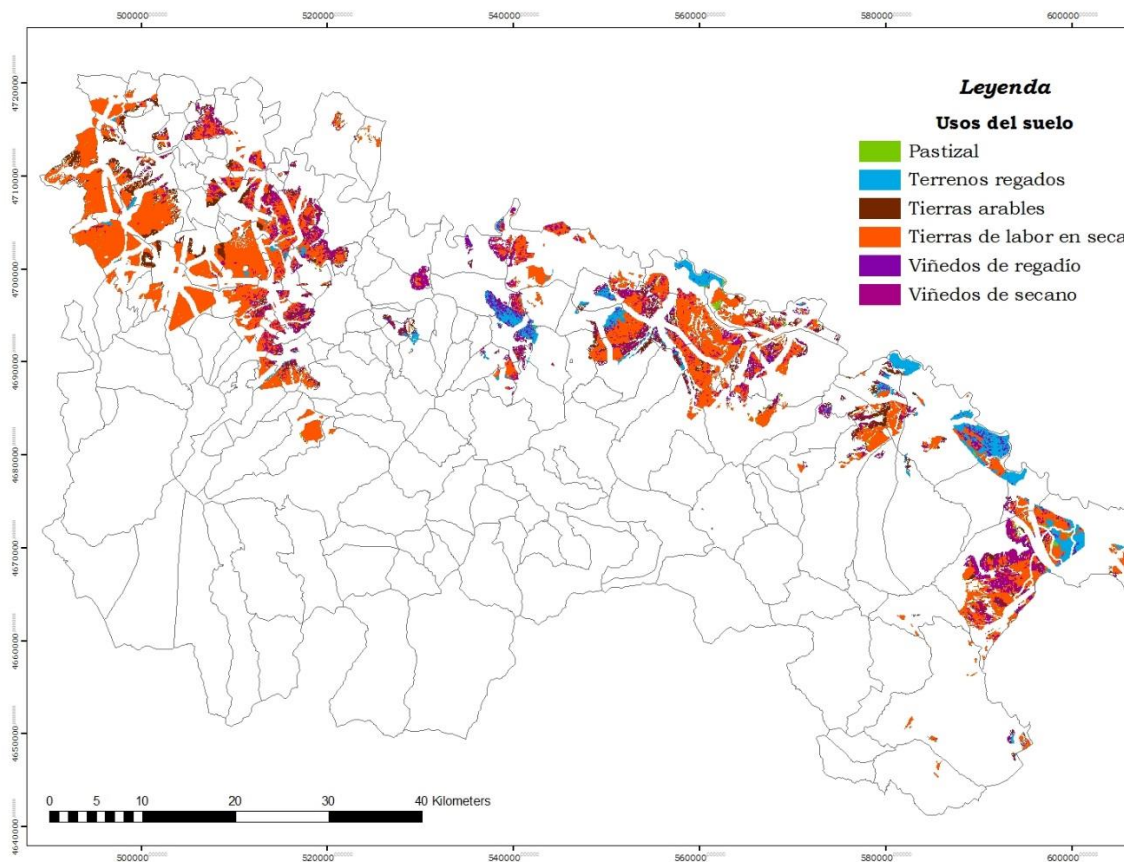 500000 520000 540000 560000 580000 600000
4720000
4710000
4700000
4690000
4680000
4670000
4660000
4650000
4640000
Leyenda
Usos del suelo
Pastizal
Terrenos regados
Tierras arables
Tierras de labor en seca
Viñedos de regadío
Viñedos de secano
0 5 10 20 30 40 Kilometers
500000 520000 540000 560000 580000 600000